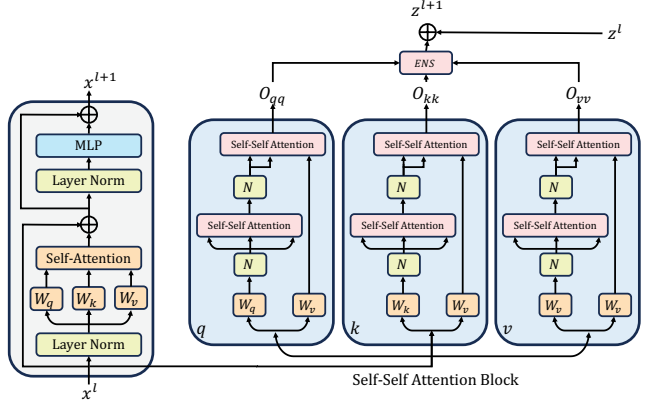 z^{l+1}
z^l
ENS
x^{l+1}
O_{qq} O_{kk} O_{vv}
MLP
Layer Norm
Self-Attention
W_q W_k W_v
Layer Norm
x^l
Self-Self Attention
N
Self-Self Attention
N
W_q W_v
q
Self-Self Attention
N
Self-Self Attention
N
W_k W_v
k
Self-Self Attention
N
Self-Self Attention
N
W_v W_v
v
Self-Self Attention Block